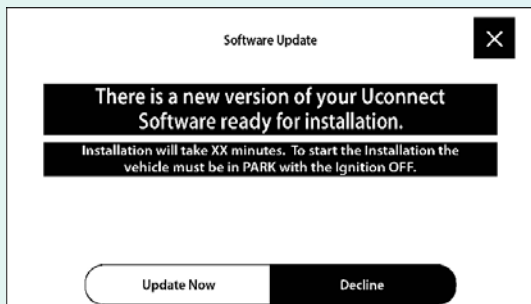 Software Update
There is a new version of your Uconnect
Software ready for installation.
Installation will take XX minutes. To start the Installation the
vehicle must be in PARK with the Ignition OFF.
Update Now Decline